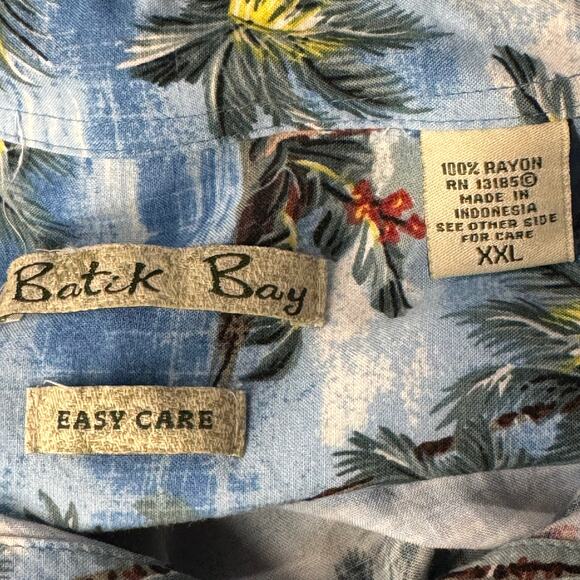 Batik Bay
EASY CARE
100% RAYON
RN 13185©
MADE IN
INDONESIA
SEE OTHER SIDE
FOR CARE
XXL